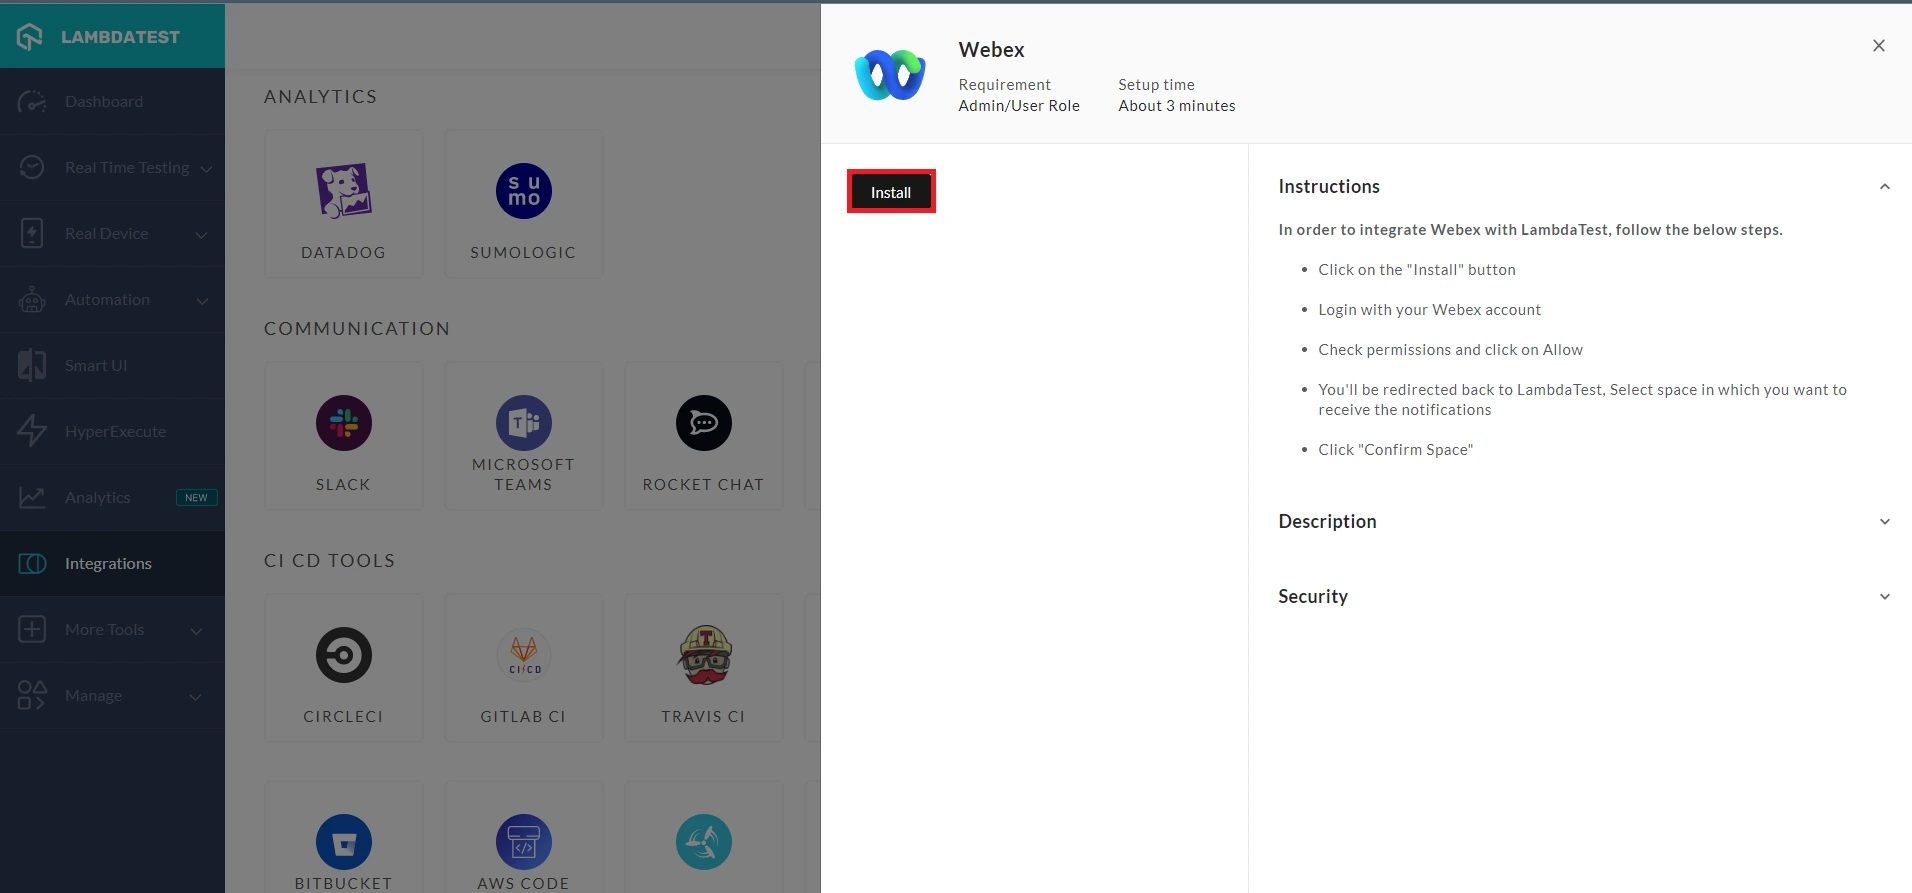 LAMBDATEST
Dashboard
Real Time Testing
Real Device
Automation
Smart UI
HyperExecute
Analytics NEW
Integrations
More Tools
Manage
ANALYTICS
DATADOG
su
mo
SUMOLOGIC
COMMUNICATION
SLACK
T
MICROSOFT
TEAMS
ROCKET CHAT
CI CD TOOLS
CIRCLECI
CI CD
GITLAB CI
T
TRAVIS CI
BITBUCKET
</>
AWS CODE
Webex
Requirement
Admin/User Role
Setup time
About 3 minutes
Install
Instructions
In order to integrate Webex with LambdaTest, follow the below steps.
• Click on the "Install" button
• Login with your Webex account
• Check permissions and click on Allow
• You'll be redirected back to LambdaTest, Select space in which you want to
receive the notifications
• Click "Confirm Space"
Description
Security